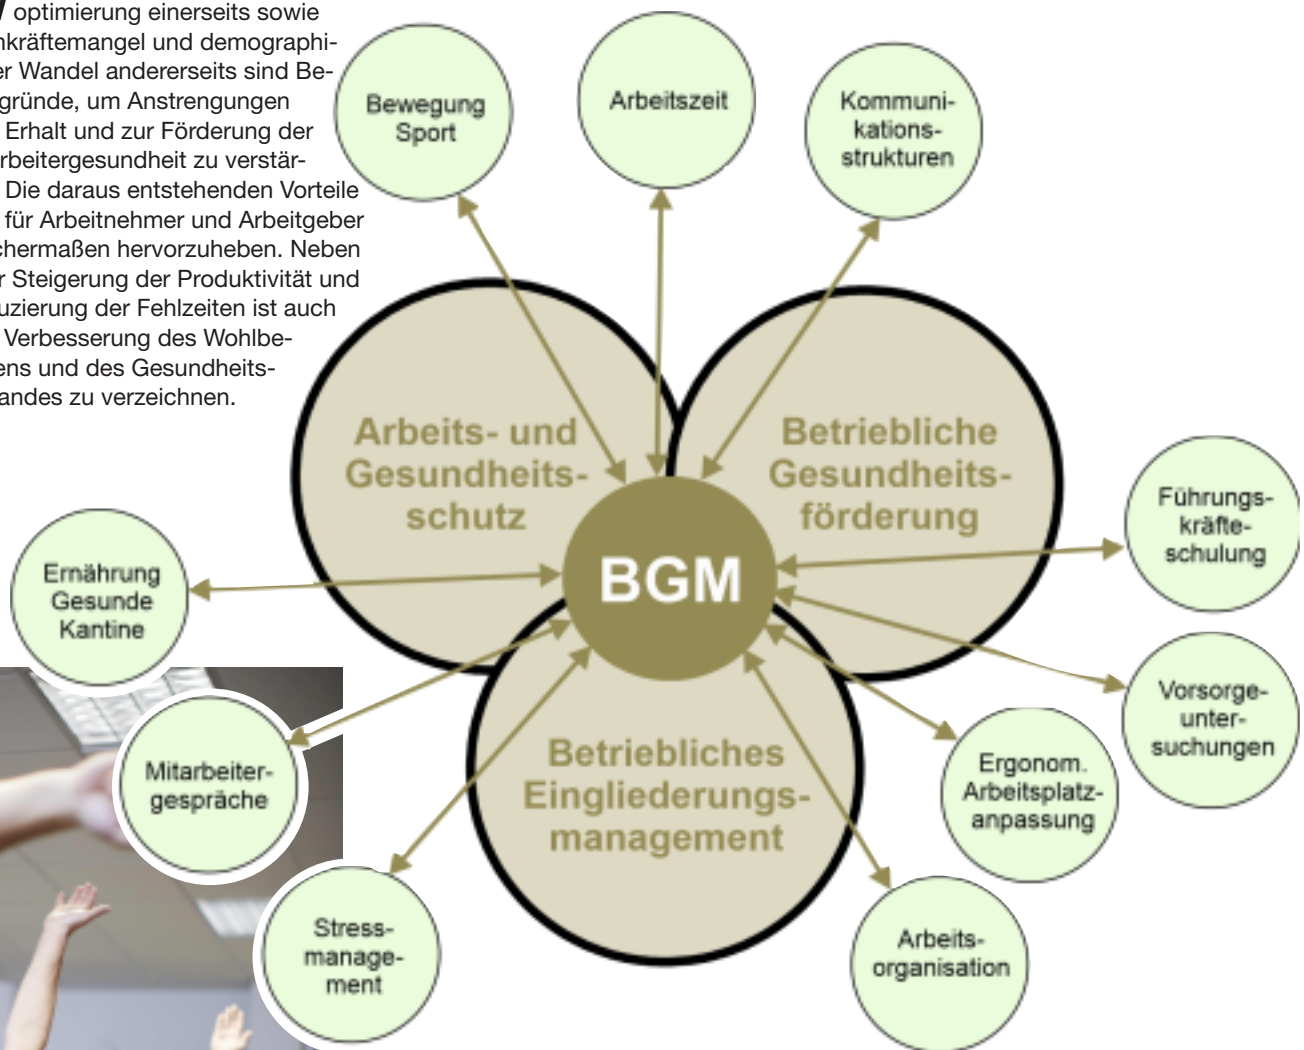 optimierung einerseits sowie
kräftemangel und demographi-
er Wandel andererseits sind Be-
gründe, um Anstrengungen
Erhalt und zur Förderung der
arbeitergesundheit zu verstär-
Die daraus entstehenden Vorteile
für Arbeitnehmer und Arbeitgeber
chermaßen hervorzuheben. Neben
r Steigerung der Produktivität und
uzierung der Fehlzeiten ist auch
Verbesserung des Wohlbe-
ens und des Gesundheits-
andes zu verzeichnen.
Bewegung
Sport
Arbeitszeit
Kommuni-
kations-
strukturen
Arbeits- und
Gesundheits-
schutz
Betriebliche
Gesundheits-
förderung
BGM
Betriebliches
Eingliederungs-
management
Führungs-
kräfte-
schulung
Vorsorge-
unter-
suchungen
Ergonom.
Arbeitsplatz-
anpassung
Arbeits-
organisation
Stress-
manage-
ment
Mitarbeiter-
gespräche
Ernährung
Gesunde
Kantine